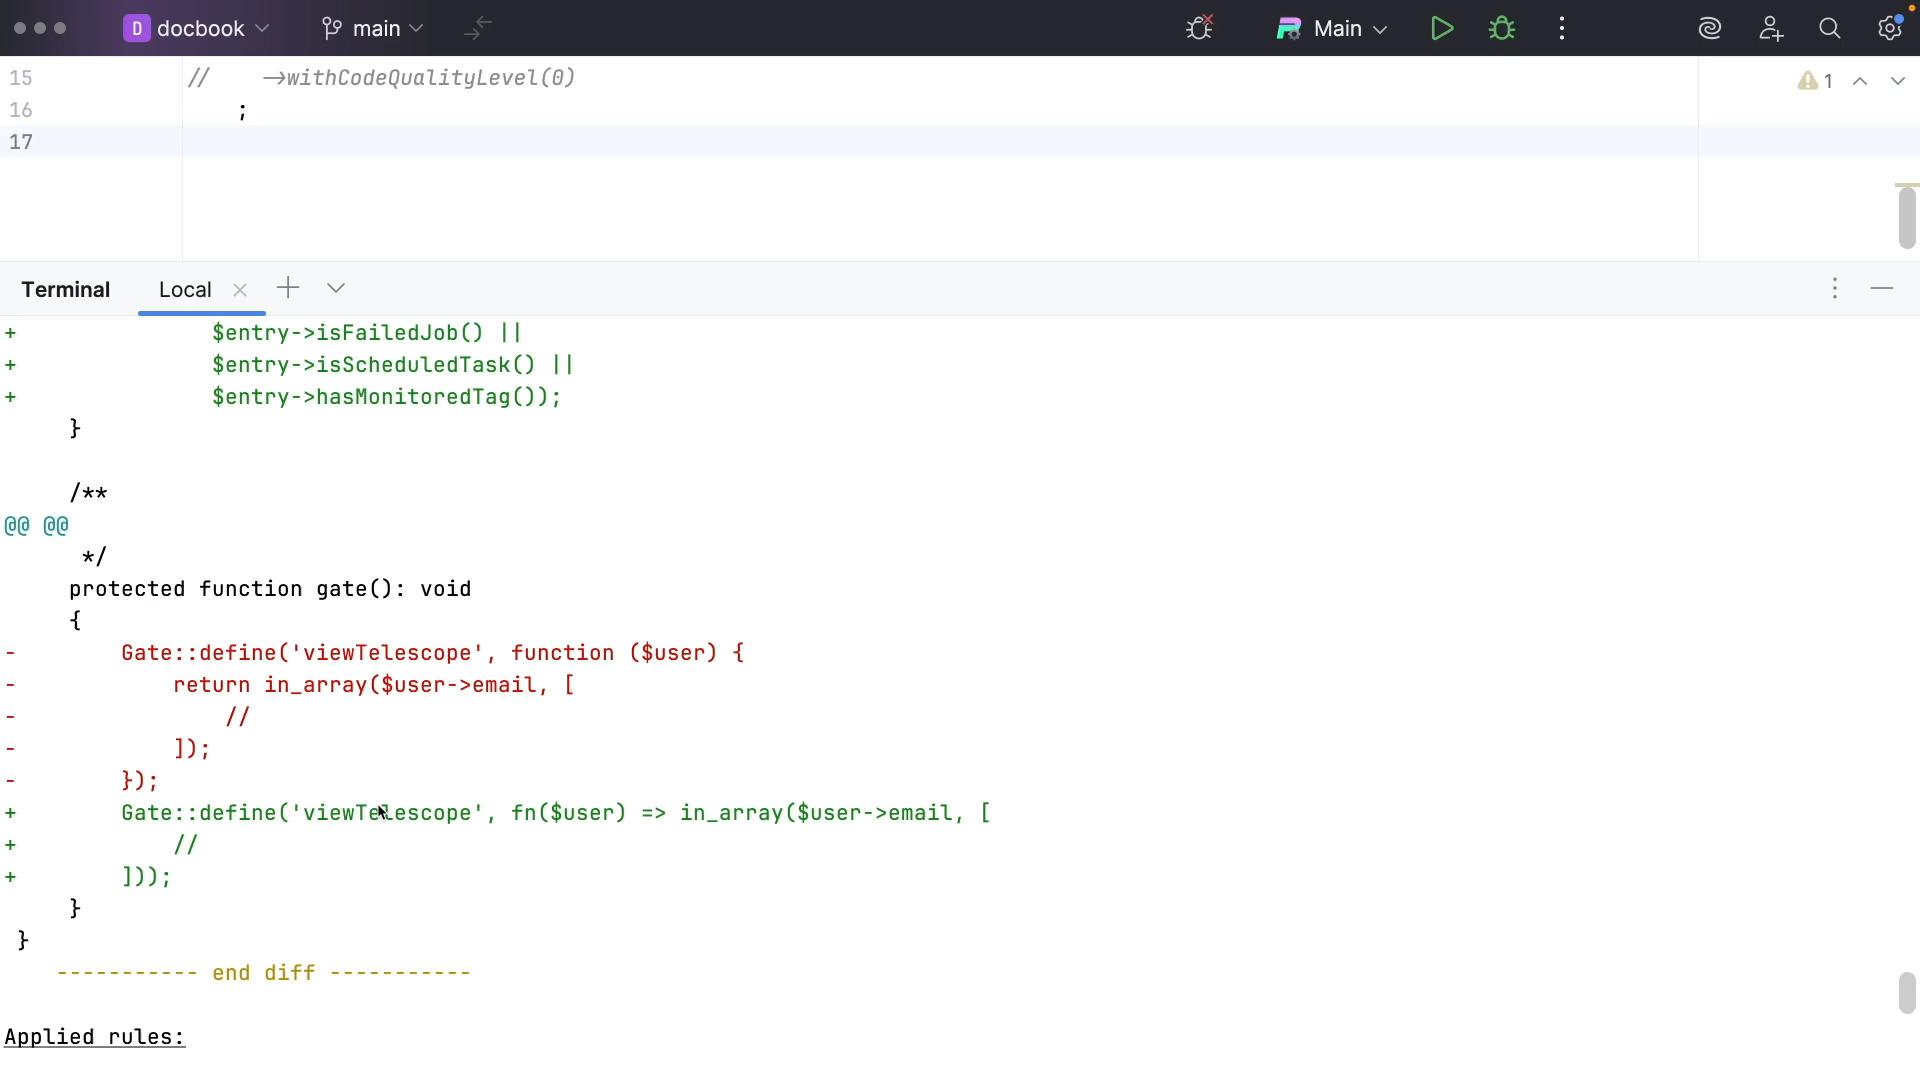 D docbook main Main
15 // ->withCodeQualityLevel(0) 1
16 ;
17
Terminal Local
+ $entry->isFailedJob() ||
+ $entry->isScheduledTask() ||
+ $entry->hasMonitoredTag());
}
/**
@@ @@
*/
protected function gate(): void
{
- Gate::define('viewTelescope', function ($user) {
- return in_array($user->email, [
- //
- ]);
- });
+ Gate::define('viewTelescope', fn($user) => in_array($user->email, [
+ //
+ ]));
}
}
----------- end diff -----------
Applied rules: